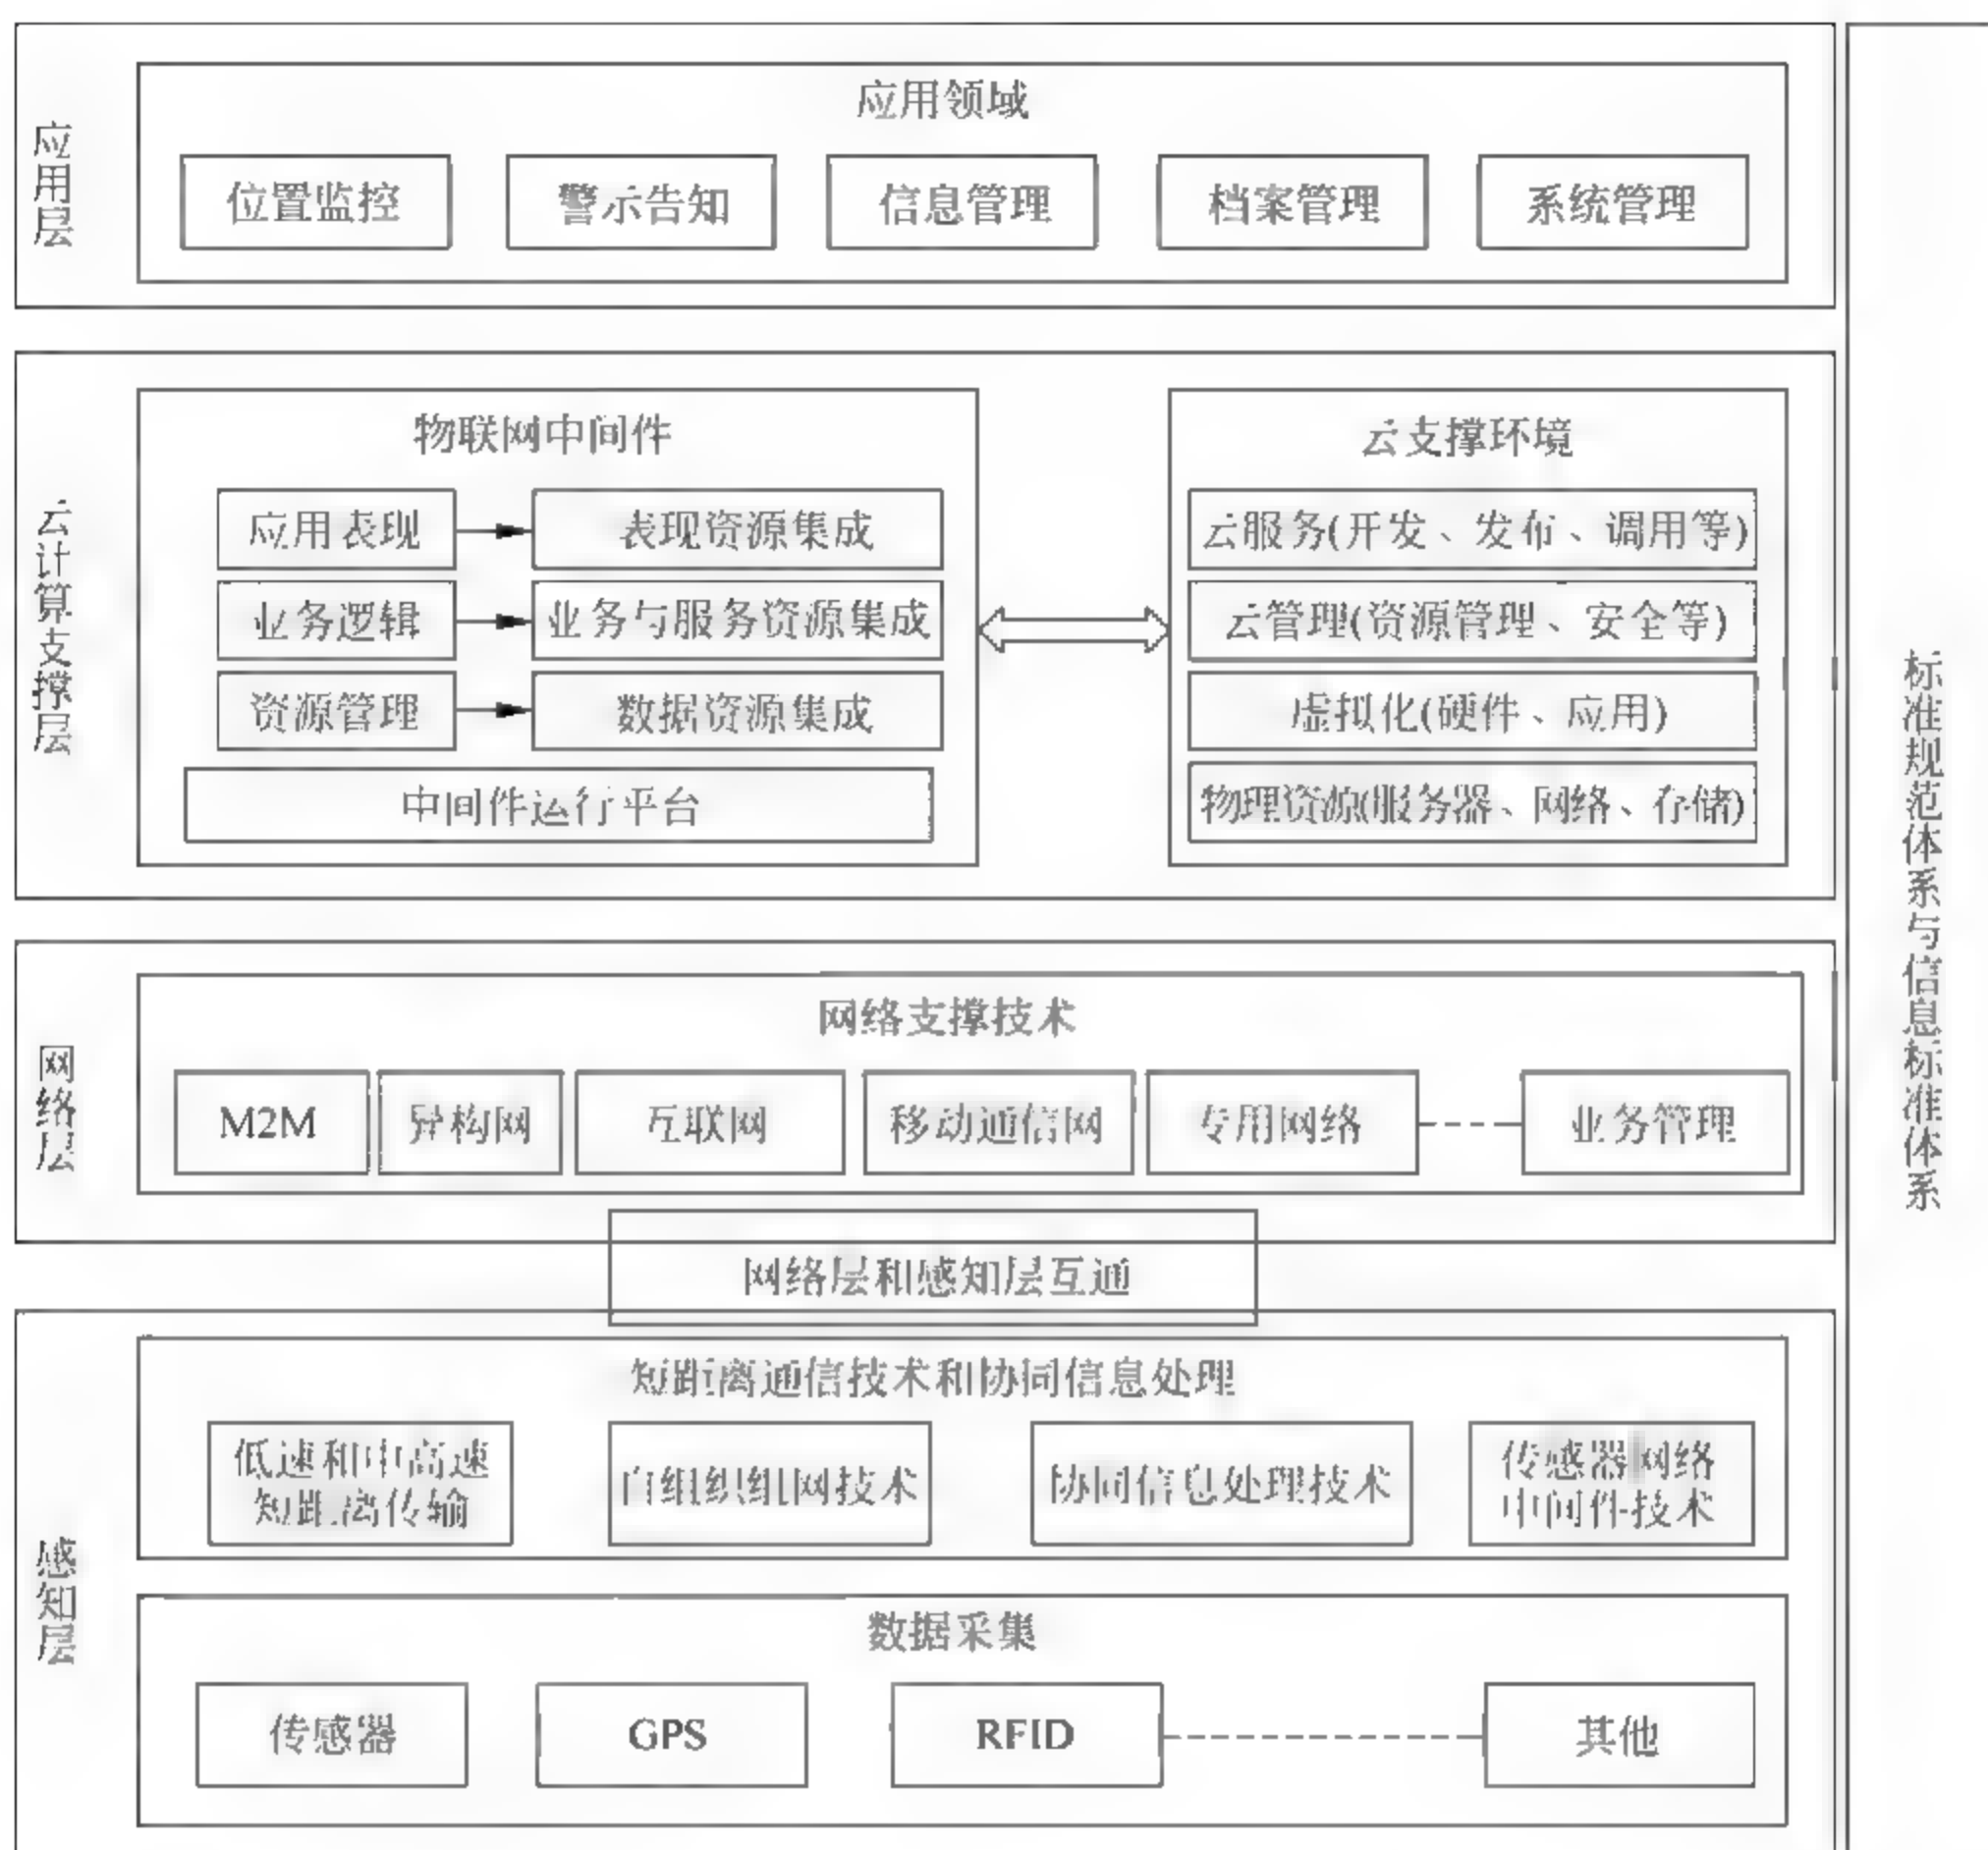 应用层
应用领域
位置监控
警示告知
信息管理
档案管理
系统管理
云计算支撑层
物联网中间件
应用表现
表现资源集成
业务逻辑
业务与服务资源集成
资源管理
数据资源集成
中间件运行平台
云支撑环境
云服务(开发、发布、调用等)
云管理(资源管理、安全等)
虚拟化(硬件、应用)
物理资源(服务器、网络、存储)
网络层
网络支撑技术
M2M
异构网
互联网
移动通信网
专用网络
业务管理
网络层和感知层互通
感知层
短距离通信技术和协同信息处理
低速和中高速
短距离传输
自组织组网技术
协同信息处理技术
传感器网络
中间件技术
数据采集
传感器
GPS
RFID
其他
标准规范体系与信息标准体系